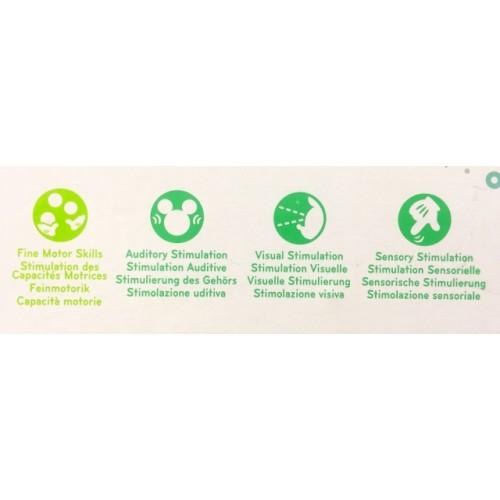 Fine Motor Skills
Stimulation des
Capacités Motrices
Feinmotorik
Capacità motorie
Auditory Stimulation
Stimulation Auditive
Stimulierung des Gehörs
Stimolazione uditiva
Visual Stimulation
Stimulation Visuelle
Visuelle Stimulierung
Stimolazione visiva
Sensory Stimulation
Stimulation Sensorielle
Sensorische Stimulierung
Stimolazione sensoriale